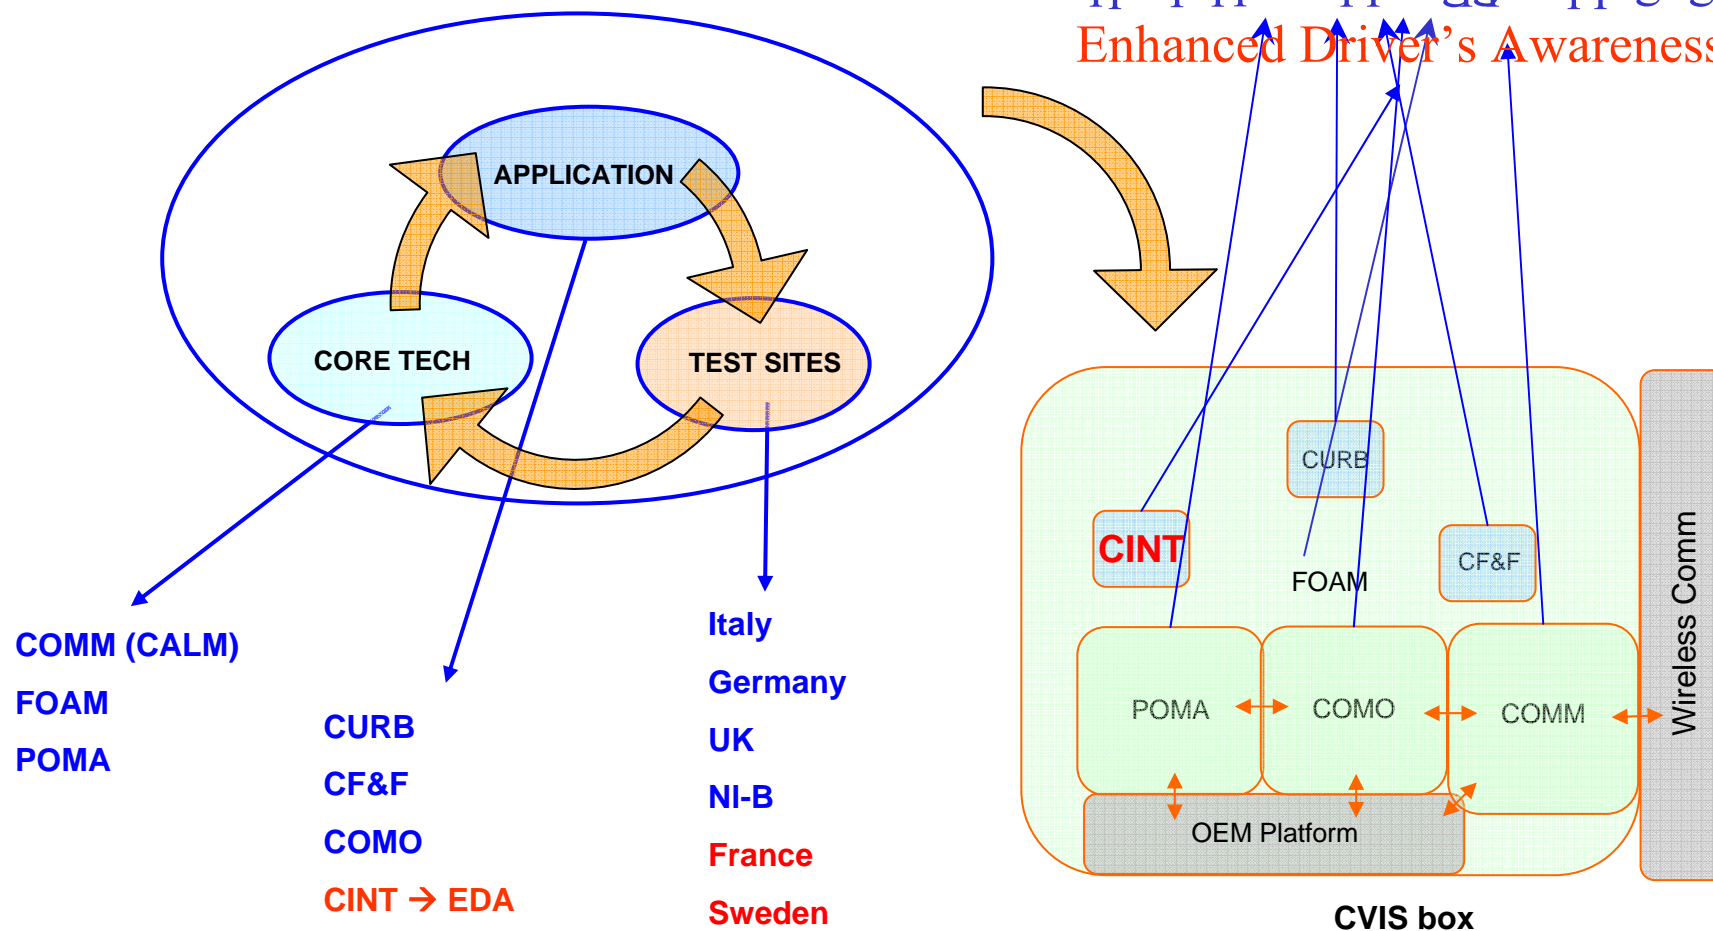 Enhanced Driver's Awareness
APPLICATION
CORE TECH
TEST SITES
COMM (CALM)
FOAM
POMA
CURB
CF&F
COMO
CINT → EDA
Italy
Germany
UK
Nl-B
France
Sweden
CURB
CINT
FOAM
CF&F
POMA
COMO
COMM
OEM Platform
Wireless Comm
CVIS box